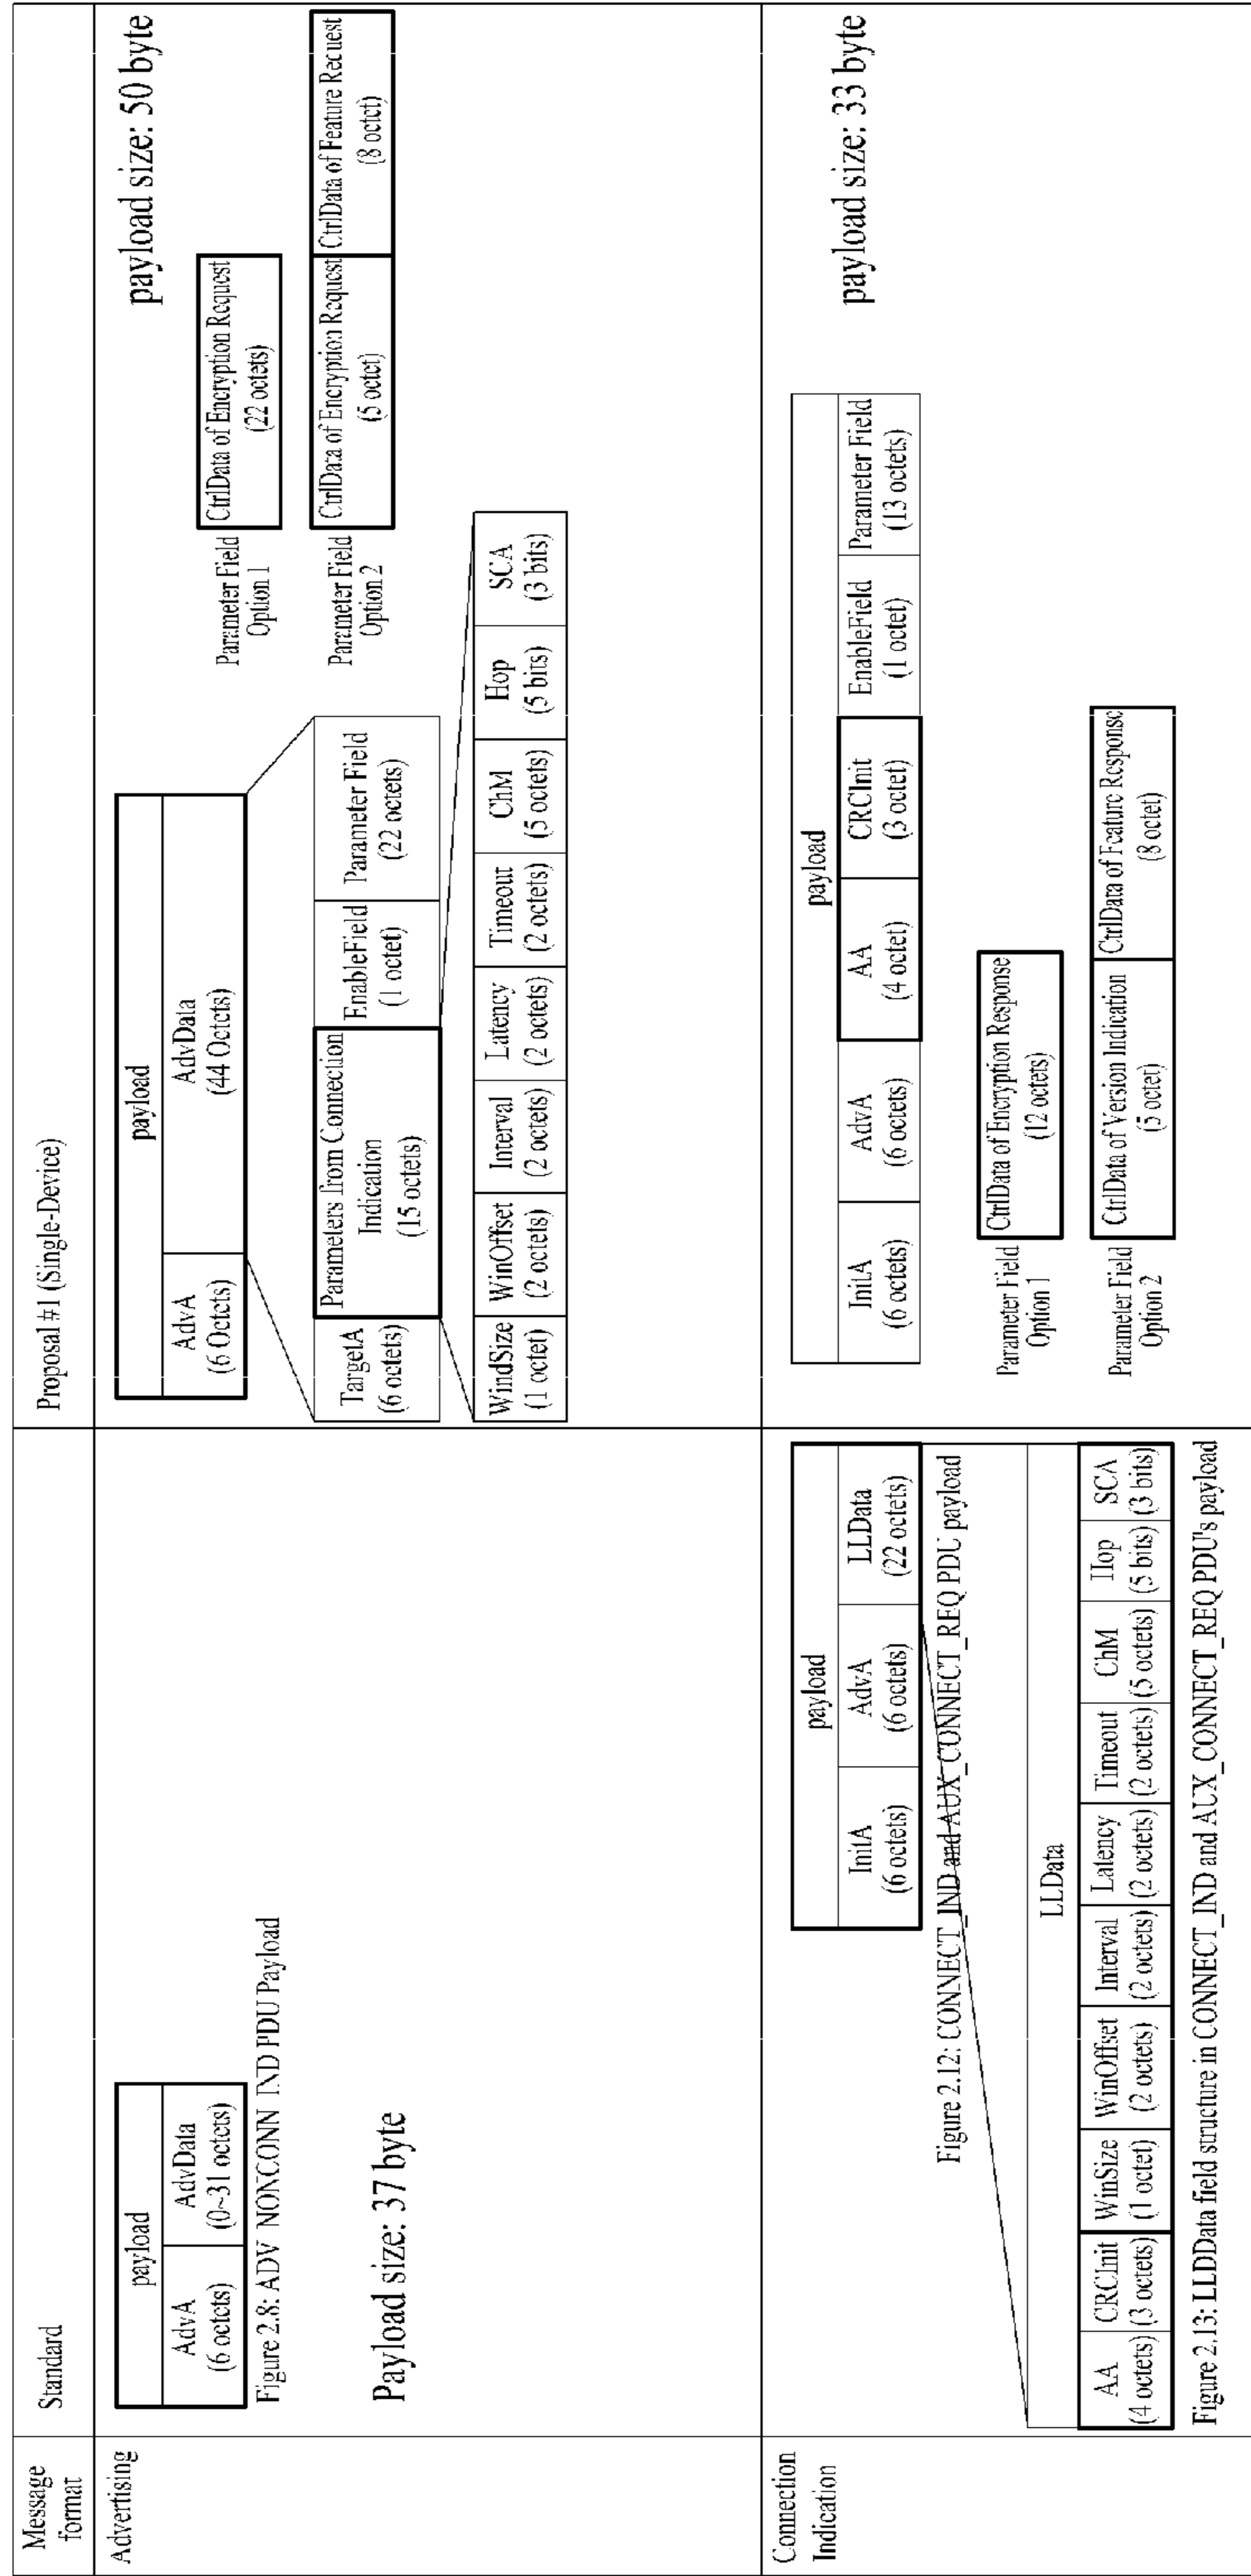 Message
format
Standard
Proposal #1 (Single-Device)
Advertising
payload
AdvA
(6 octets)
AdvData
(0~31 octets)
Figure 2.8: ADV_NONCONN_IND PDU Payload
Payload size: 37 byte
payload
AdvA
(6 Octets)
AdvData
(44 Octets)
TargetA
(6 octets)
Parameters from Connection
Indication
(15 octets)
EnableField
(1 octet)
Parameter Field
(22 octets)
WindSize
(1 octet)
WinOffset
(2 octets)
Interval
(2 octets)
Latency
(2 octets)
Timeout
(2 octets)
ChM
(5 octets)
Hop
(5 bits)
SCA
(3 bits)
Parameter Field
Option 1
CtrlData of Encryption Request
(22 octets)
Parameter Field
Option 2
CtrlData of Encryption Request
(5 octet)
CtrlData of Feature Request
(8 octet)
payload size: 50 byte
Connection
Indication
payload
InitA
(6 octets)
AdvA
(6 octets)
LLData
(22 octets)
Figure 2.12: CONNECT_IND and AUX_CONNECT_REQ PDU payload
LLData
AA
(4 octets)
CRCInit
(3 octets)
WinSize
(1 octet)
WinOffset
(2 octets)
Interval
(2 octets)
Latency
(2 octets)
Timeout
(2 octets)
ChM
(5 octets)
Hop
(5 bits)
SCA
(3 bits)
Figure 2.13: LLDData field structure in CONNECT_IND and AUX_CONNECT_REQ PDU's payload
payload
InitA
(6 octets)
AdvA
(6 octets)
AA
(4 octet)
CRCInit
(3 octet)
EnableField
(1 octet)
Parameter Field
(13 octets)
Parameter Field
Option 1
CtrlData of Encryption Response
(12 octets)
Parameter Field
Option 2
CtrlData of Version Indication
(5 octet)
CtrlData of Feature Response
(8 octet)
payload size: 33 byte